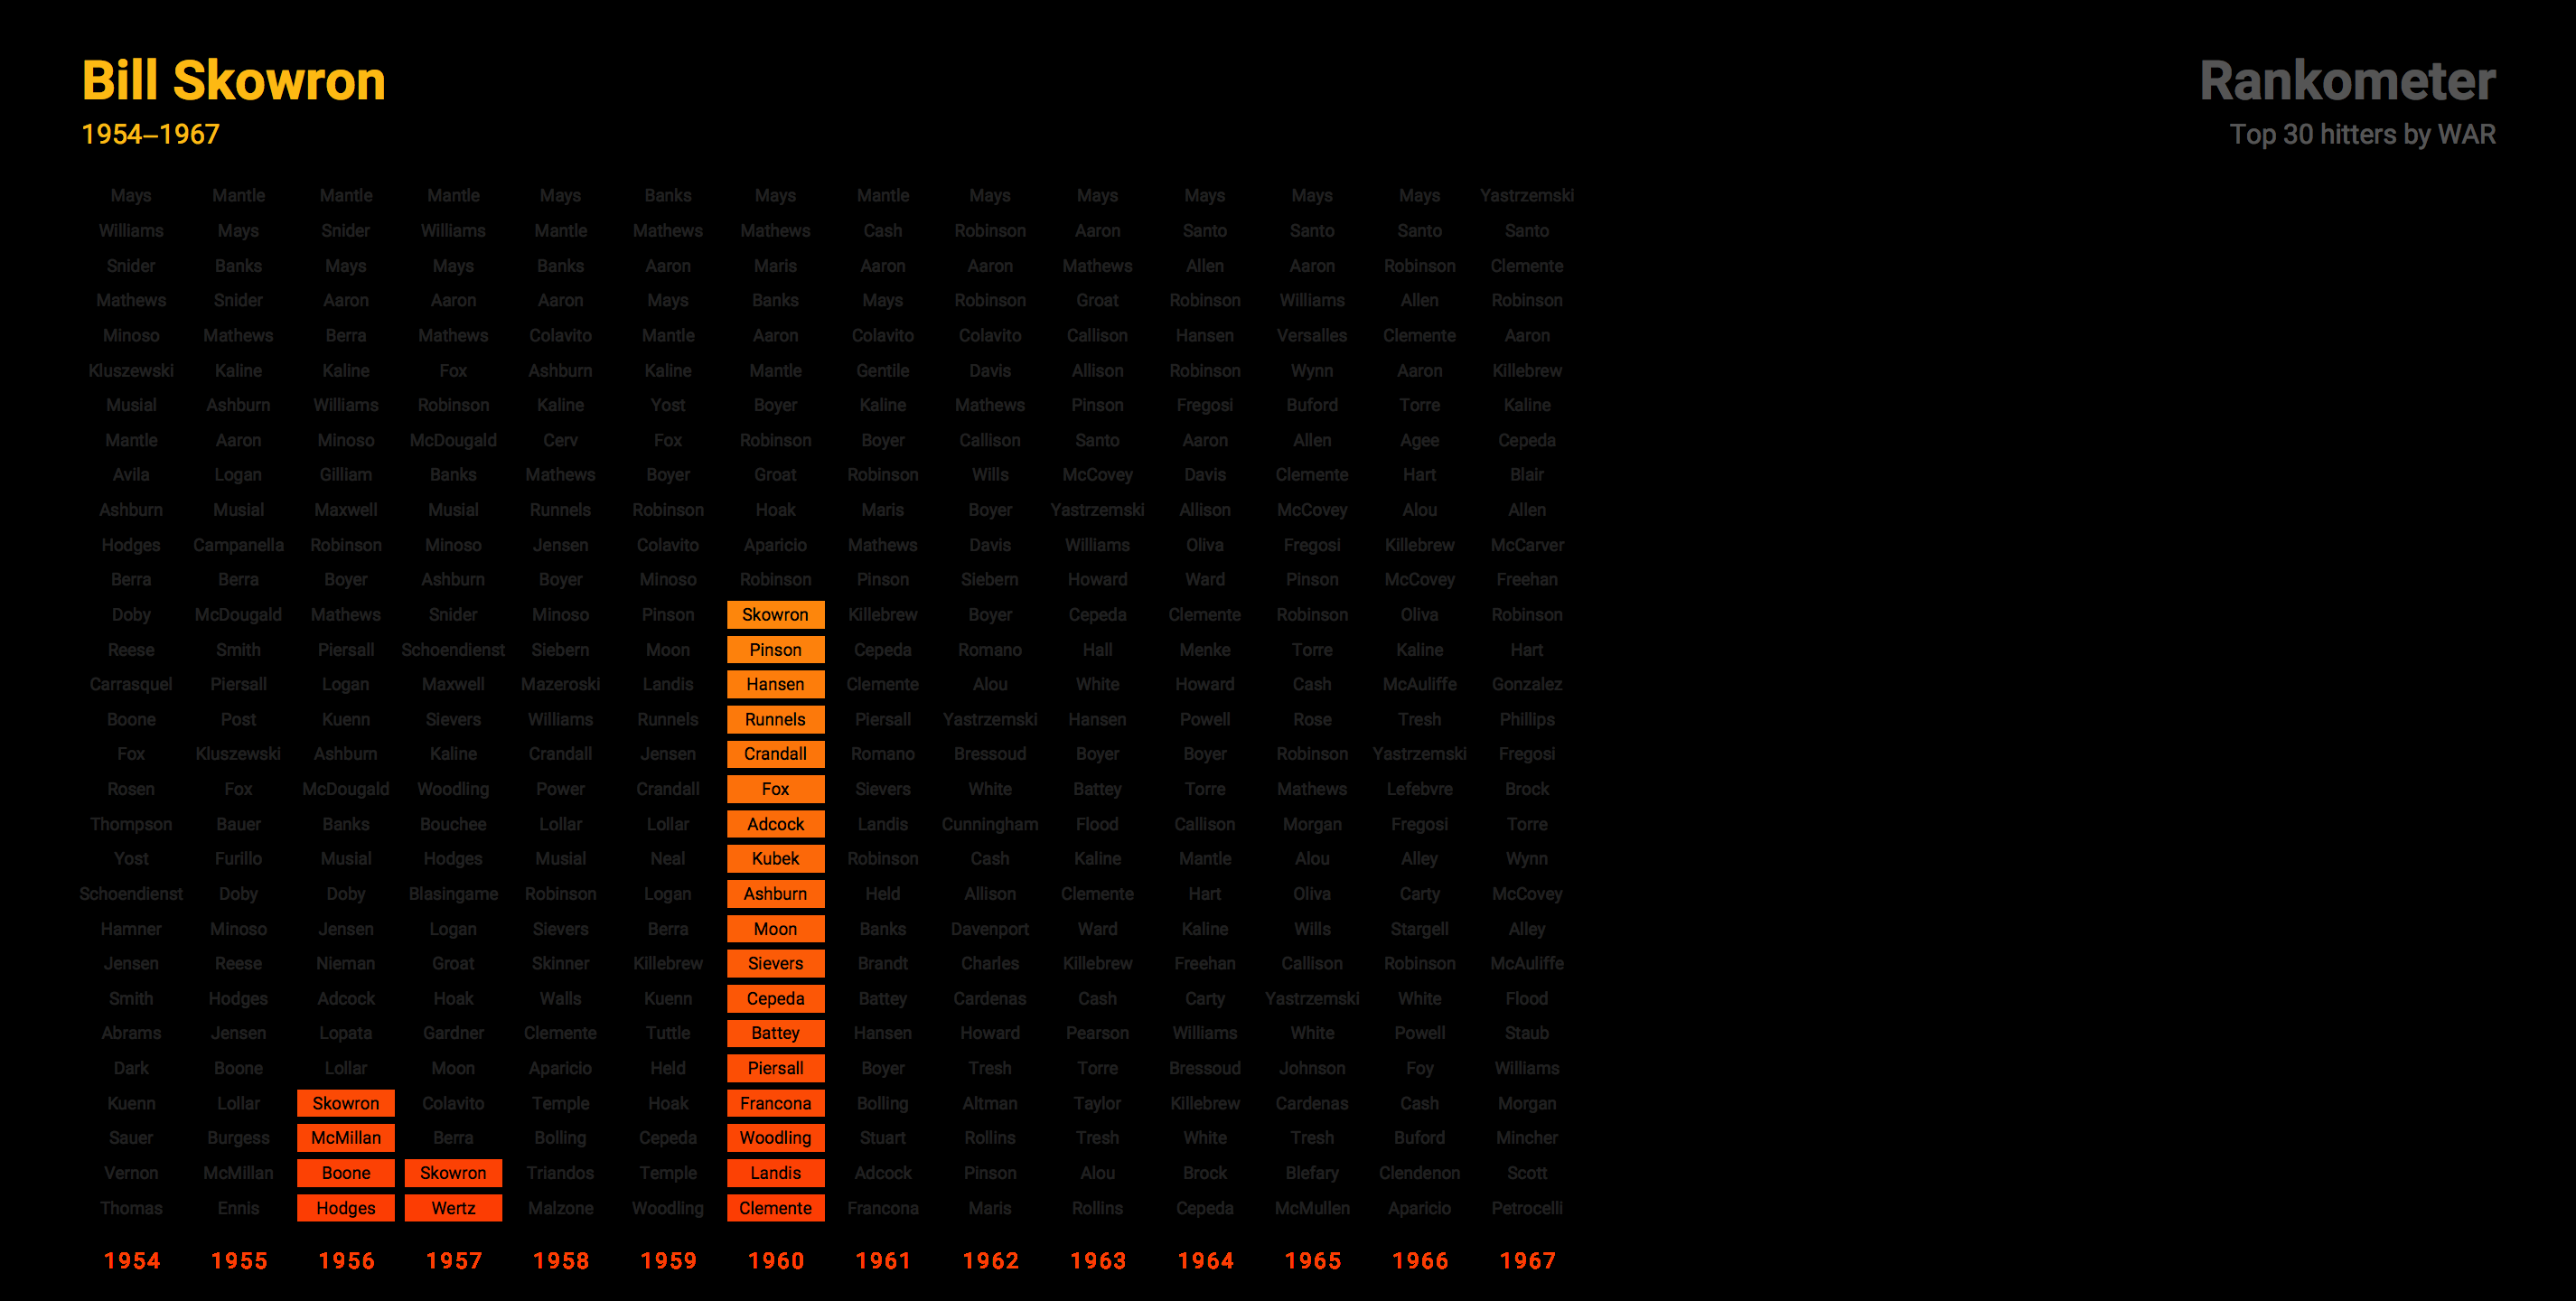 Bill Skowron
Rankometer
1954–1967
Top 30 hitters by WAR
Mays Mantle Mantle Mantle Mays Banks Mays Mantle Mays Mays Mays Mays Mays Yastrzemski
Williams Mays Snider Williams Mantle Mathews Mathews Cash Robinson Aaron Santo Santo Santo Santo
Snider Banks Mays Mays Banks Aaron Maris Aaron Aaron Mathews Allen Aaron Robinson Clemente
Mathews Snider Aaron Aaron Aaron Mays Banks Mays Robinson Groat Robinson Williams Allen Robinson
Minoso Mathews Berra Mathews Colavito Mantle Aaron Colavito Colavito Callison Hansen Versalles Clemente Aaron
Kluszewski Kaline Kaline Fox Ashburn Kaline Mantle Gentile Davis Allison Robinson Wynn Aaron Killebrew
Musial Ashburn Williams Robinson Kaline Yost Boyer Kaline Mathews Pinson Fregosi Buford Torre Kaline
Mantle Aaron Minoso McDougald Cerv Fox Robinson Boyer Callison Santo Aaron Allen Agee Cepeda
Avila Logan Gilliam Banks Mathews Boyer Groat Robinson Wills McCovey Davis Clemente Hart Blair
Ashburn Musial Maxwell Musial Runnels Robinson Hoak Maris Boyer Yastrzemski Allison McCovey Alou Allen
Hodges Campanella Robinson Minoso Jensen Colavito Aparicio Mathews Davis Williams Oliva Fregosi Killebrew McCarver
Berra Berra Boyer Ashburn Boyer Minoso Robinson Pinson Siebern Howard Ward Pinson McCovey Freehan
Doby McDougald Mathews Snider Minoso Pinson Skowron Killebrew Boyer Cepeda Clemente Robinson Oliva Robinson
Reese Smith Piersall Schoendienst Siebern Moon Pinson Cepeda Romano Hall Menke Torre Kaline Hart
Carrasquel Piersall Logan Maxwell Mazeroski Landis Hansen Clemente Alou White Howard Cash McAuliffe Gonzalez
Boone Post Kuenn Sievers Williams Runnels Runnels Piersall Yastrzemski Hansen Powell Rose Tresh Phillips
Fox Kluszewski Ashburn Kaline Crandall Jensen Crandall Romano Bressoud Boyer Boyer Robinson Yastrzemski Fregosi
Rosen Fox McDougald Woodling Power Crandall Fox Sievers White Battey Torre Mathews Lefebvre Brock
Thompson Bauer Banks Bouchee Lollar Lollar Adcock Landis Cunningham Flood Callison Morgan Fregosi Torre
Yost Furillo Musial Hodges Musial Neal Kubek Robinson Cash Kaline Mantle Alou Alley Wynn
Schoendienst Doby Doby Blasingame Robinson Logan Ashburn Held Allison Clemente Hart Oliva Carty McCovey
Hamner Minoso Jensen Logan Sievers Berra Moon Banks Davenport Ward Kaline Wills Stargell Alley
Jensen Reese Nieman Groat Skinner Killebrew Sievers Brandt Charles Killebrew Freehan Callison Robinson McAuliffe
Smith Hodges Adcock Hoak Walls Kuenn Cepeda Battey Cardenas Cash Carty Yastrzemski White Flood
Abrams Jensen Lopata Gardner Clemente Tuttle Battey Hansen Howard Pearson Williams White Powell Staub
Dark Boone Lollar Moon Aparicio Held Piersall Boyer Tresh Torre Bressoud Johnson Foy Williams
Kuenn Lollar Skowron Colavito Temple Hoak Francona Bolling Altman Taylor Killebrew Cardenas Cash Morgan
Sauer Burgess McMillan Berra Bolling Cepeda Woodling Stuart Rollins Tresh White Tresh Buford Mincher
Vernon McMillan Boone Skowron Triandos Temple Landis Adcock Pinson Alou Brock Blefary Clendenon Scott
Thomas Ennis Hodges Wertz Malzone Woodling Clemente Francona Maris Rollins Cepeda McMullen Aparicio Petrocelli
1954 1955 1956 1957 1958 1959 1960 1961 1962 1963 1964 1965 1966 1967